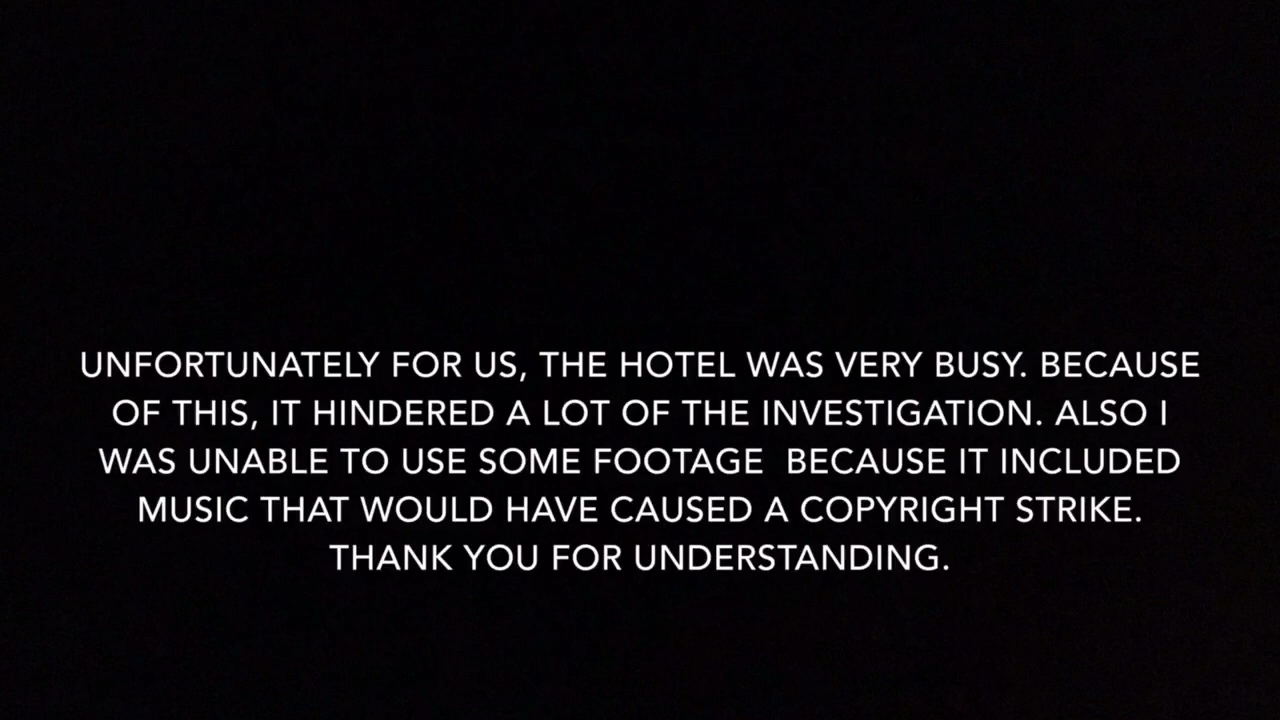 UNFORTUNATELY FOR US, THE HOTEL WAS VERY BUSY. BECAUSE
OF THIS, IT HINDERED A LOT OF THE INVESTIGATION. ALSO I
WAS UNABLE TO USE SOME FOOTAGE  BECAUSE IT INCLUDED
MUSIC THAT WOULD HAVE CAUSED A COPYRIGHT STRIKE.
THANK YOU FOR UNDERSTANDING.